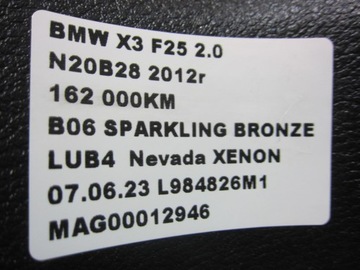 BMW X3 F25 2.0
N20B28 2012r
162 000KM
B06 SPARKLING BRONZE
LUB4 Nevada XENON
07.06.23 L984826M1
MAG00012946